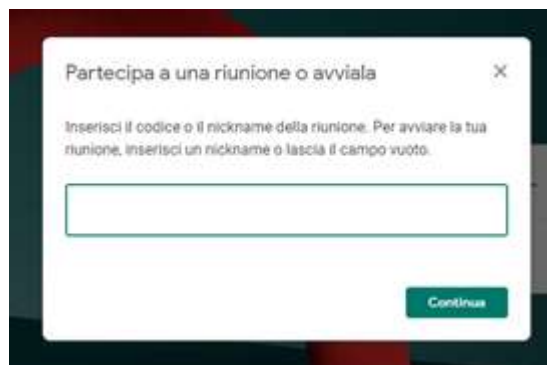 Partecipa a una riunione o avviala
Inserisci il codice o il nickname della riunione. Per avviare la tua
riunione, inserisci un nickname o lascia il campo vuoto.
Continua